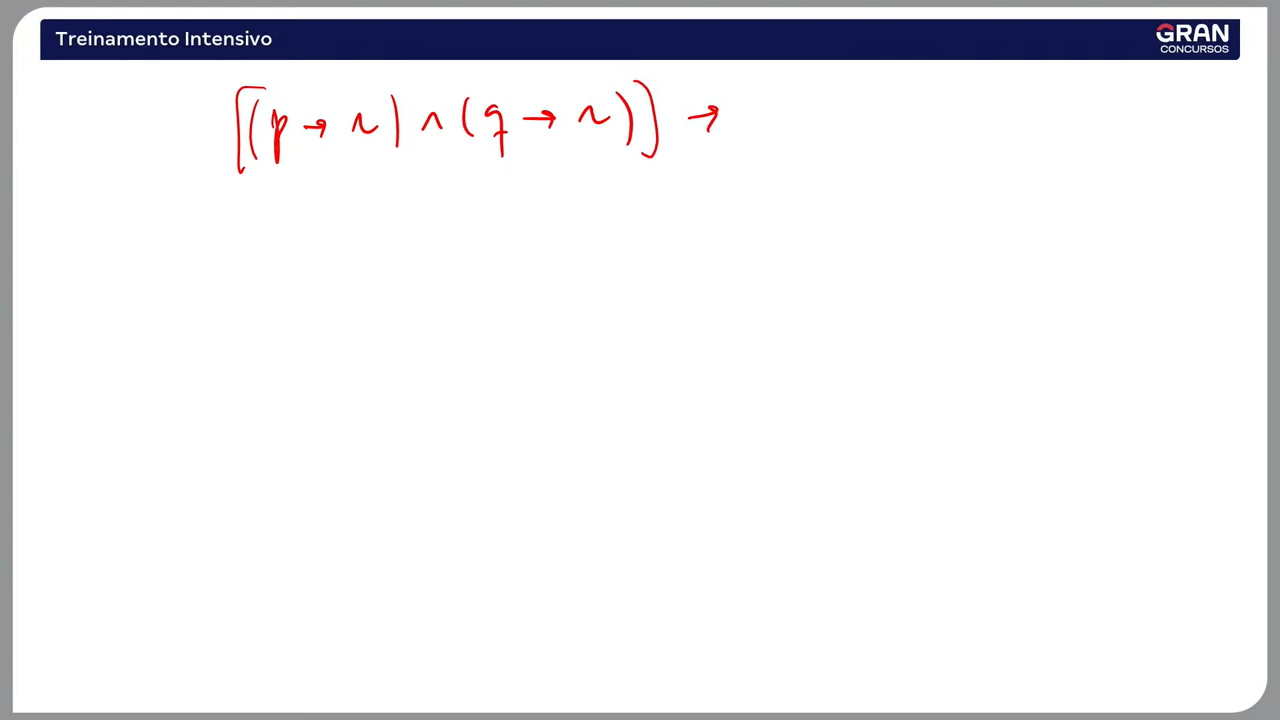 Treinamento Intensivo
GRAN
CONCURSOS
[(p → r) ∧ (q → r)] →